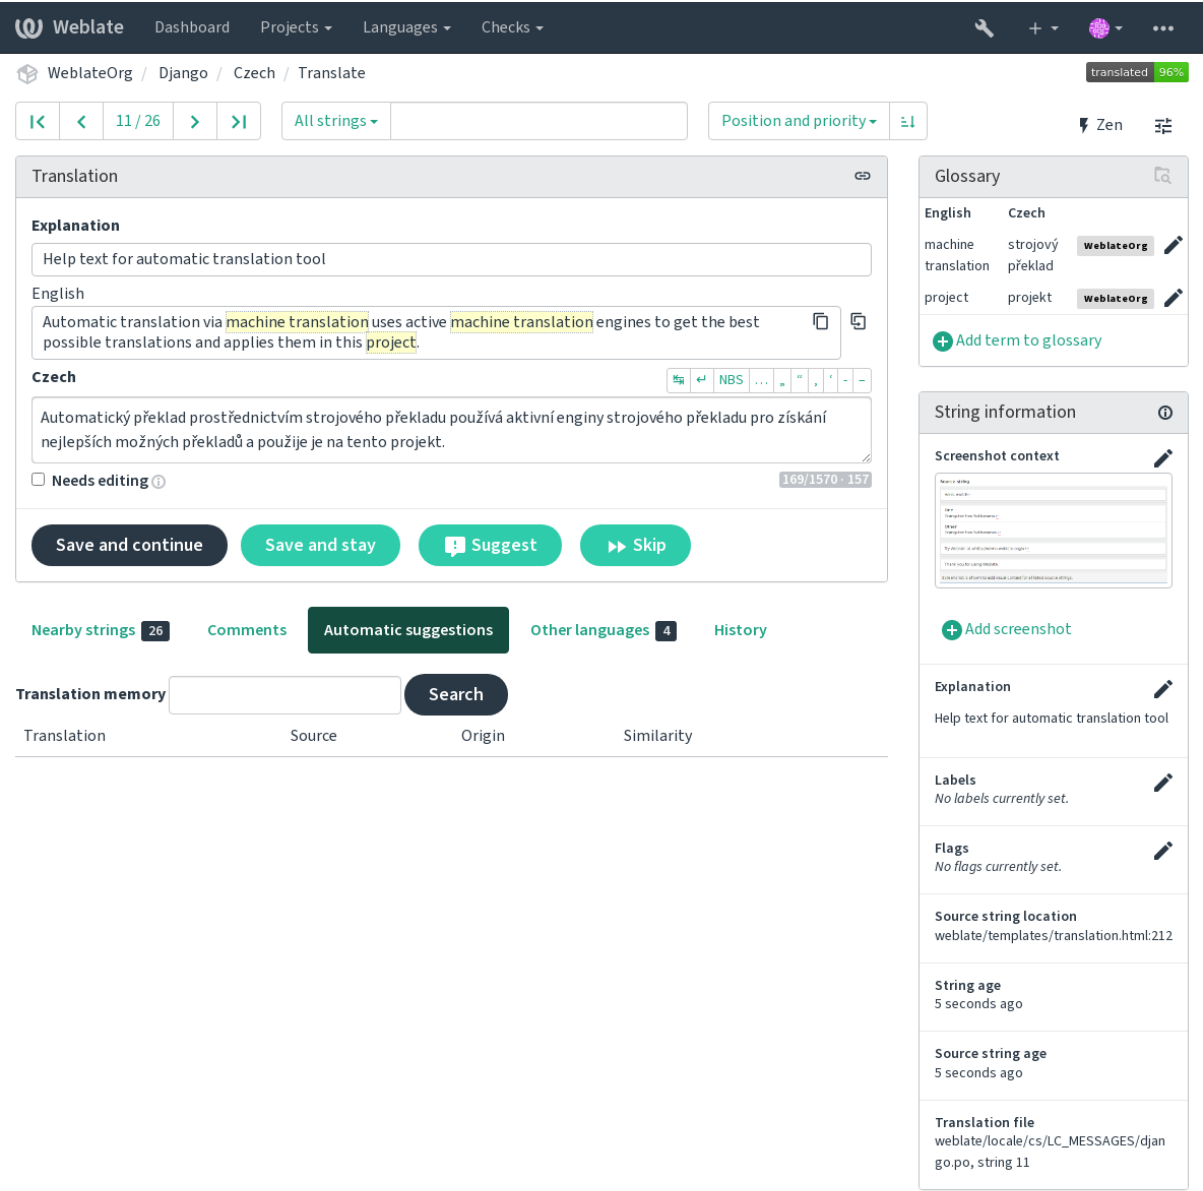 Weblate Dashboard Projects Languages Checks
WeblateOrg / Django / Czech / Translate
translated 96%
11 / 26
All strings
Position and priority
Zen
Translation
Explanation
Help text for automatic translation tool
English
Automatic translation via machine translation uses active machine translation engines to get the best
possible translations and applies them in this project.
Czech
NBS … „ “ ‚ ‘ - –
Automatický překlad prostřednictvím strojového překladu používá aktivní enginy strojového překladu pro získání
nejlepších možných překladů a použije je na tento projekt.
Needs editing
169/1570 · 157
Save and continue
Save and stay
Suggest
Skip
Nearby strings 26
Comments
Automatic suggestions
Other languages 4
History
Translation memory
Search
Translation Source Origin Similarity
Glossary
English Czech
machine
translation
strojový
překlad
WeblateOrg
project projekt WeblateOrg
Add term to glossary
String information
Screenshot context
Add screenshot
Explanation
Help text for automatic translation tool
Labels
No labels currently set.
Flags
No flags currently set.
Source string location
weblate/templates/translation.html:212
String age
5 seconds ago
Source string age
5 seconds ago
Translation file
weblate/locale/cs/LC_MESSAGES/djan
go.po, string 11